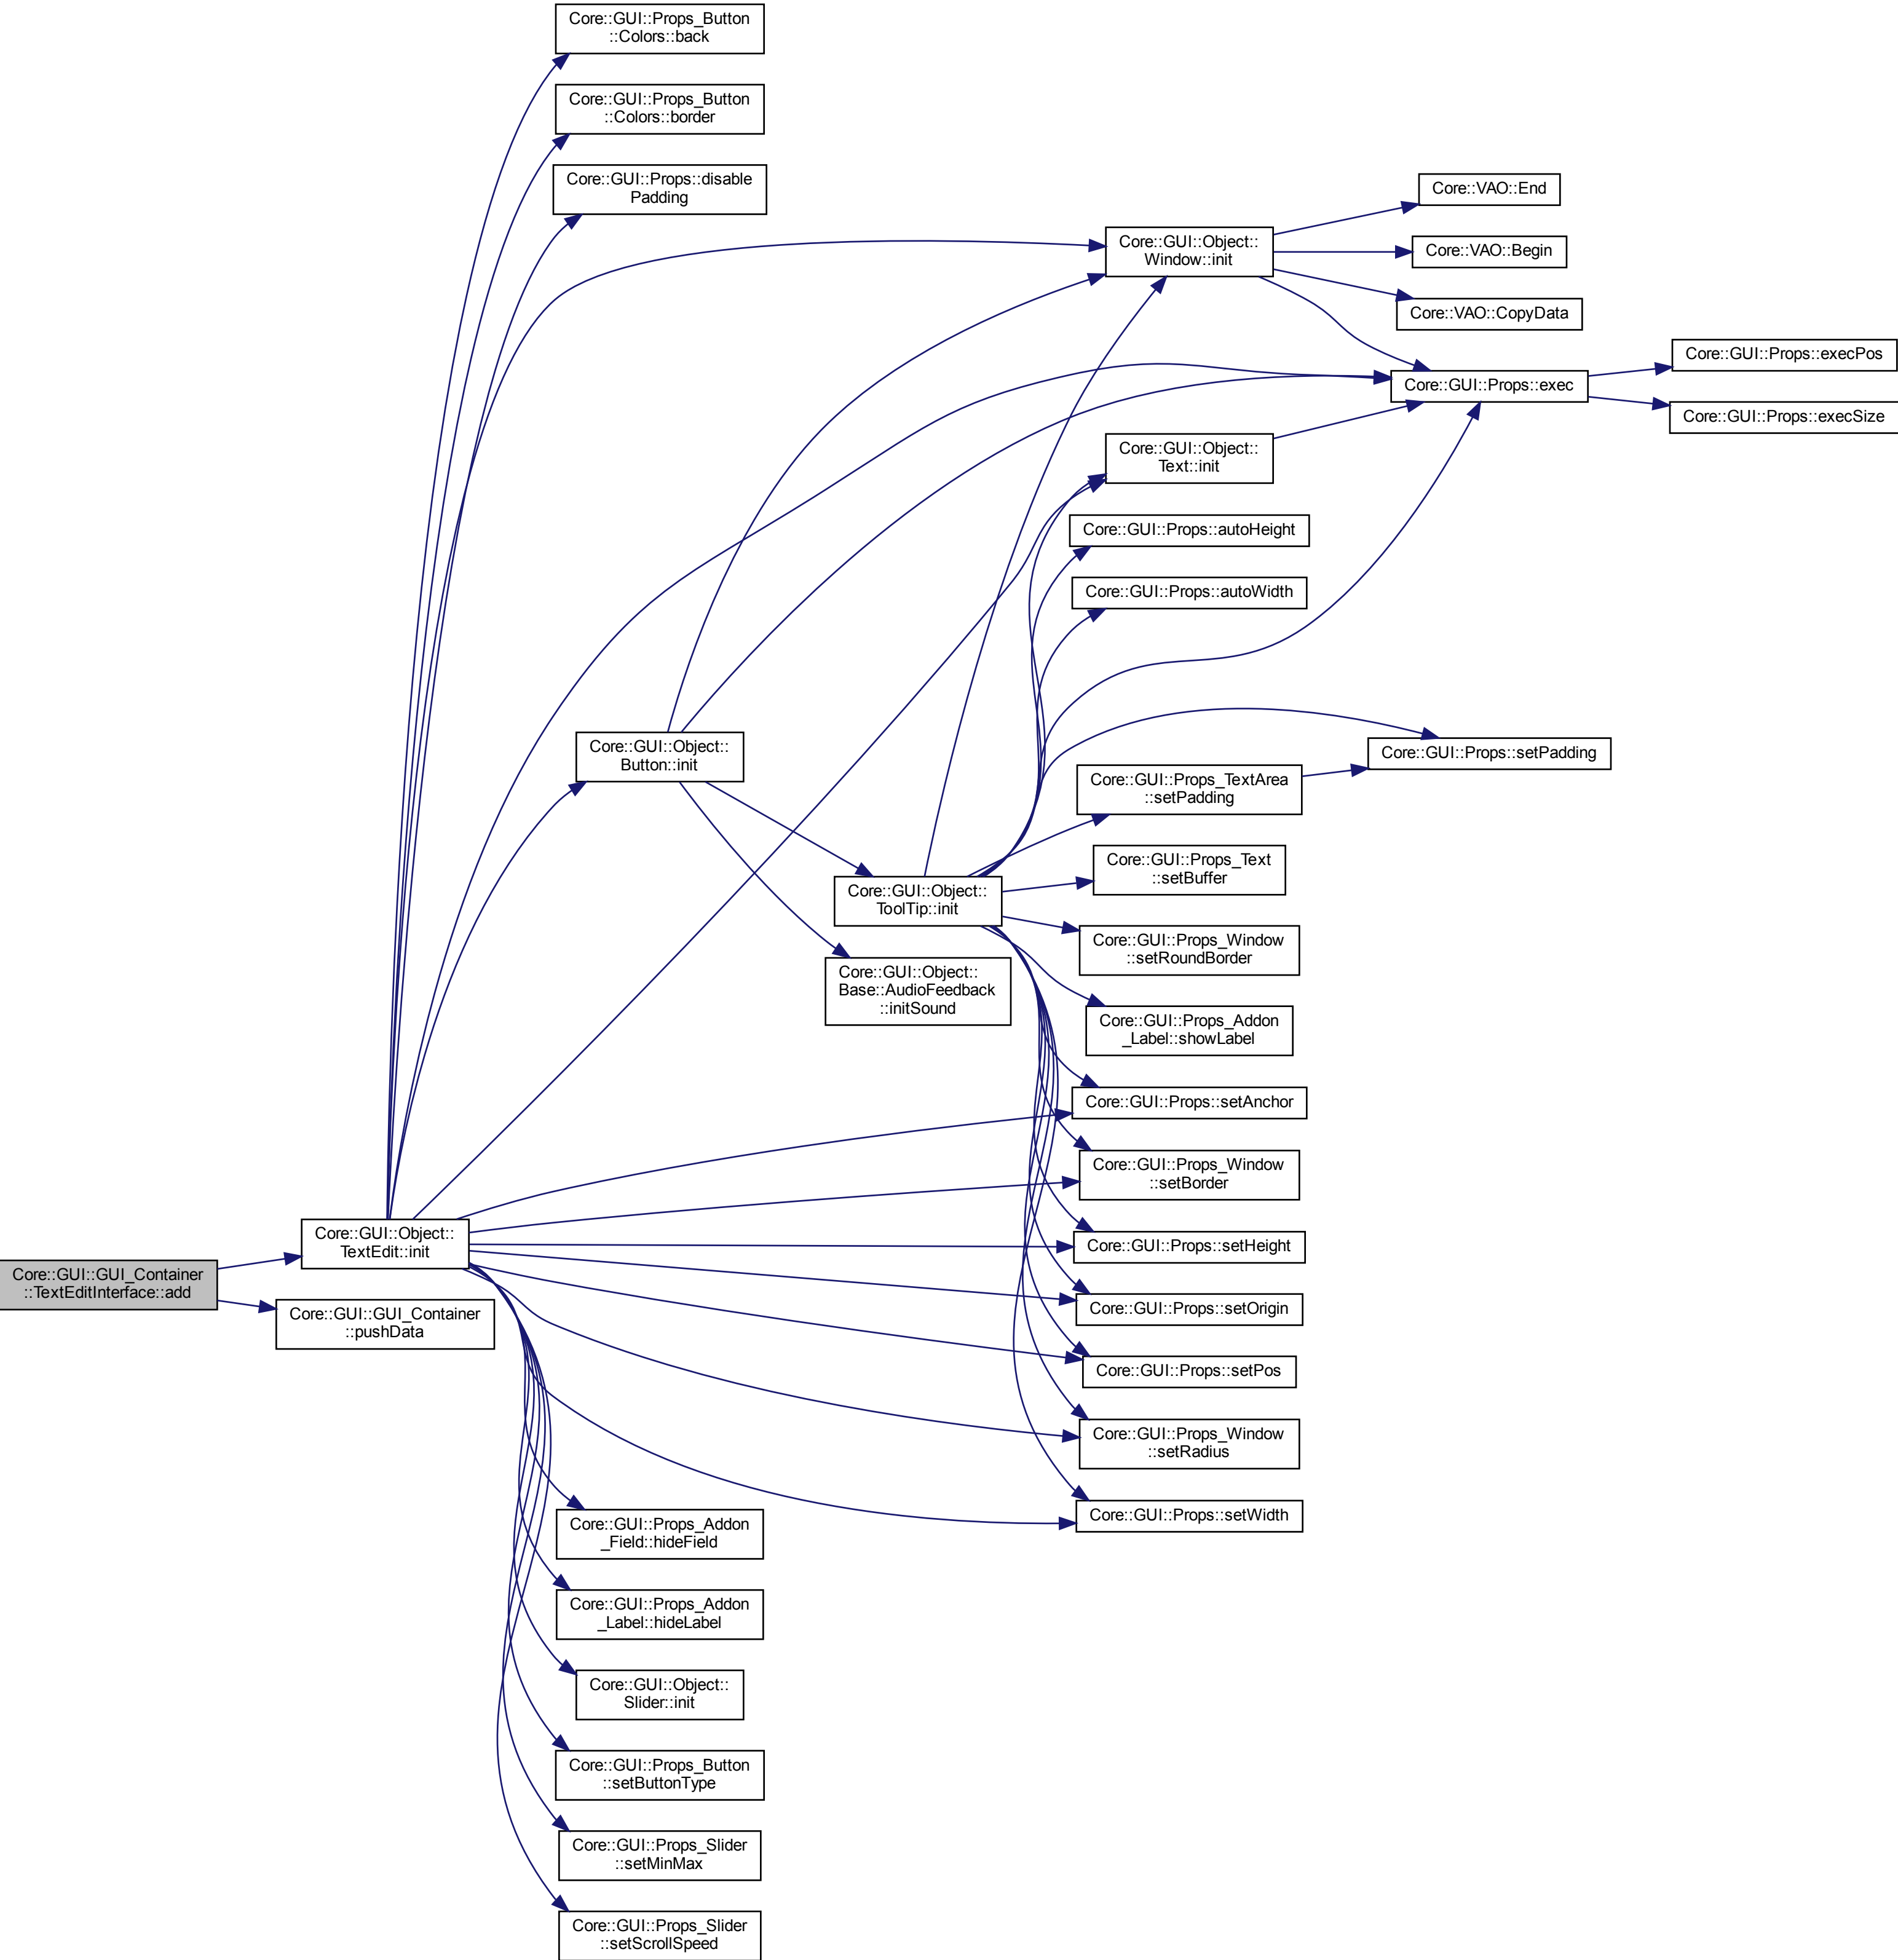 Core::GUI::Props_Button
::Colors::back
Core::GUI::Props_Button
::Colors::border
Core::GUI::Props::disable
Padding
Core::GUI::Object::
Window::init
Core::VAO::End
Core::VAO::Begin
Core::VAO::CopyData
Core::GUI::Props::exec
Core::GUI::Props::execPos
Core::GUI::Props::execSize
Core::GUI::Object::
Text::init
Core::GUI::Props::autoHeight
Core::GUI::Props::autoWidth
Core::GUI::Object::
Button::init
Core::GUI::Props::setPadding
Core::GUI::Props_TextArea
::setPadding
Core::GUI::Props_Text
::setBuffer
Core::GUI::Object::
ToolTip::init
Core::GUI::Props_Window
::setRoundBorder
Core::GUI::Object::
Base::AudioFeedback
::initSound
Core::GUI::Props_Addon
_Label::showLabel
Core::GUI::Props::setAnchor
Core::GUI::Props_Window
::setBorder
Core::GUI::Object::
TextEdit::init
Core::GUI::Props::setHeight
Core::GUI::GUI_Container
::TextEditInterface::add
Core::GUI::Props::setOrigin
Core::GUI::GUI_Container
::pushData
Core::GUI::Props::setPos
Core::GUI::Props_Window
::setRadius
Core::GUI::Props::setWidth
Core::GUI::Props_Addon
_Field::hideField
Core::GUI::Props_Addon
_Label::hideLabel
Core::GUI::Object::
Slider::init
Core::GUI::Props_Button
::setButtonType
Core::GUI::Props_Slider
::setMinMax
Core::GUI::Props_Slider
::setScrollSpeed